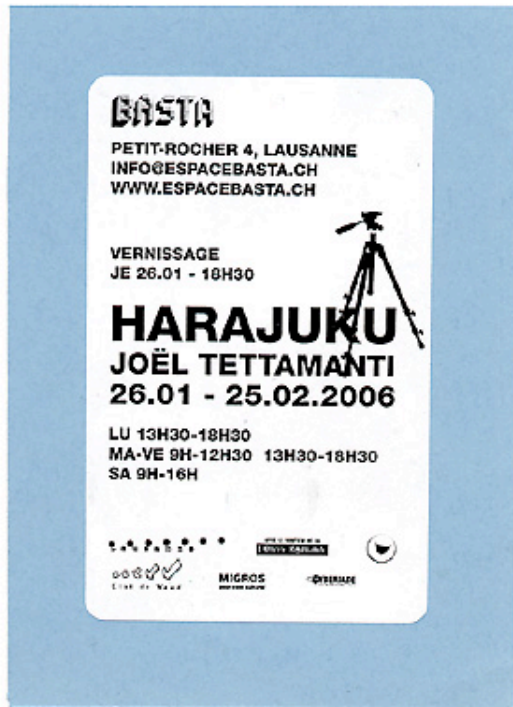 BASTA
PETIT-ROCHER 4, LAUSANNE
INFO@ESPACEBASTA.CH
WWW.ESPACEBASTA.CH
VERNISSAGE
JE 26.01 - 18H30
HARAJUKU
JOËL TETTAMANTI
26.01 - 25.02.2006
LU 13H30-18H30
MA-VE 9H-12H30 13H30-18H30
SA 9H-16H
MIGROS